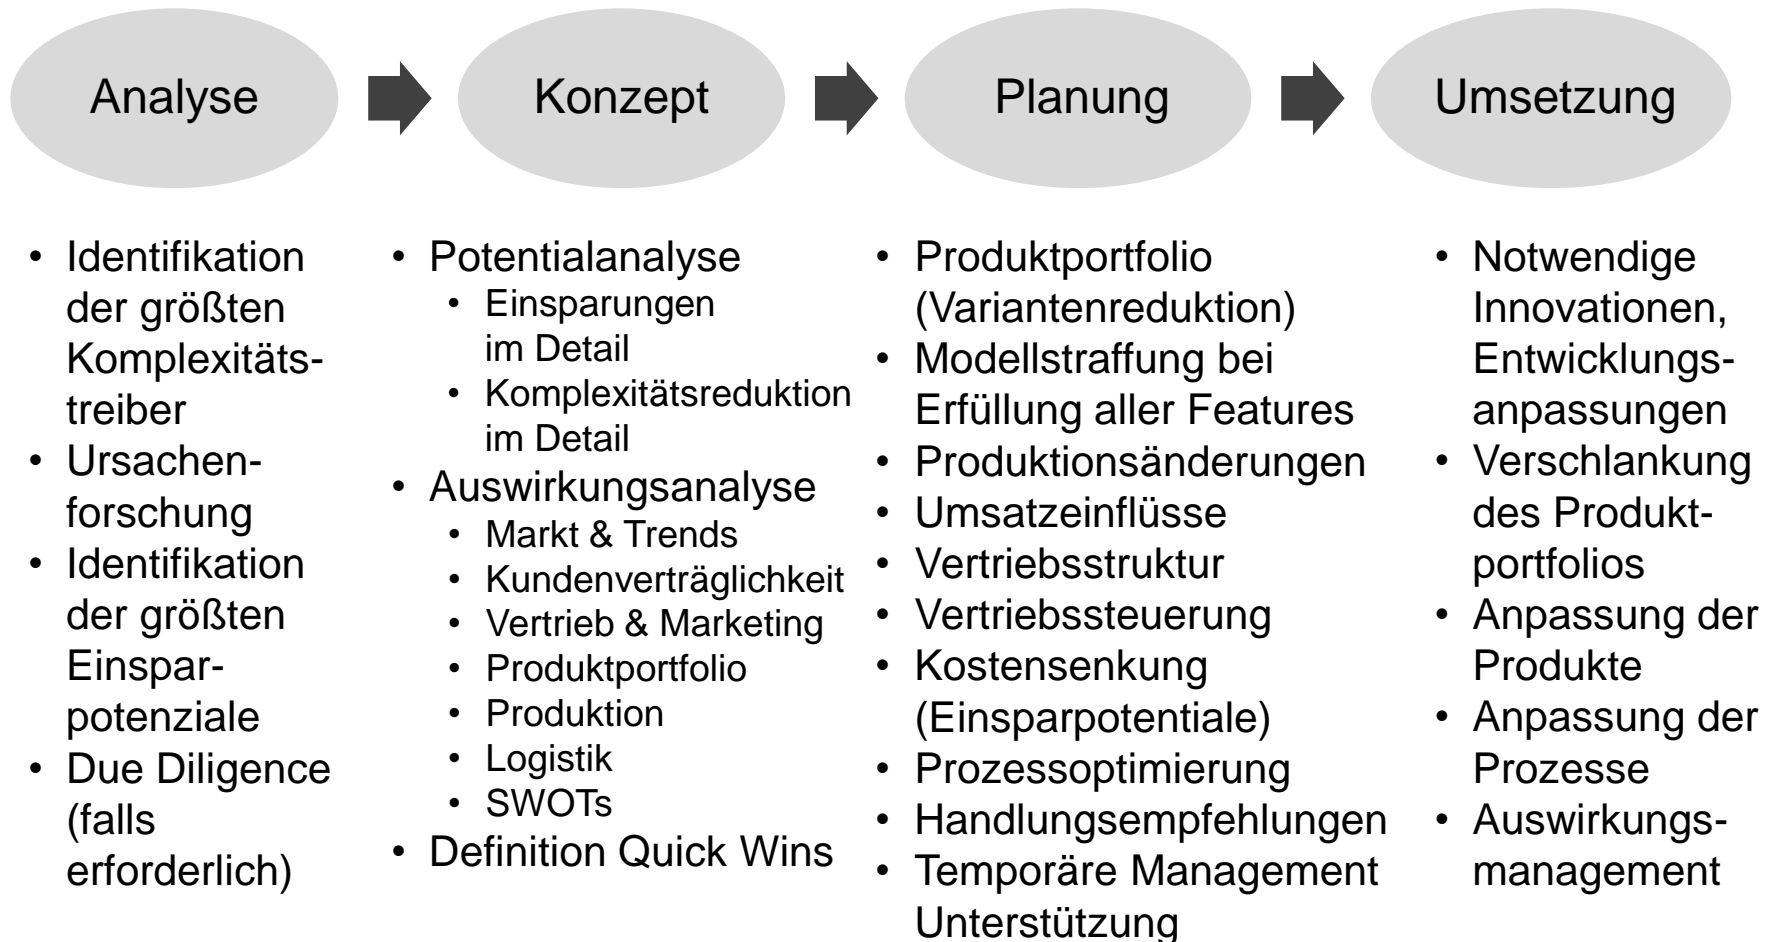 Analyse
Konzept
Planung
Umsetzung
• Identifikation
der größten
Komplexitäts-
treiber
• Ursachen-
forschung
• Identifikation
der größten
Einspar-
potenziale
• Due Diligence
(falls
erforderlich)
• Potentialanalyse
• Einsparungen
im Detail
• Komplexitätsreduktion
im Detail
• Auswirkungsanalyse
• Markt & Trends
• Kundenverträglichkeit
• Vertrieb & Marketing
• Produktportfolio
• Produktion
• Logistik
• SWOTs
• Definition Quick Wins
• Produktportfolio
(Variantenreduktion)
• Modellstraffung bei
Erfüllung aller Features
• Produktionsänderungen
• Umsatzeinflüsse
• Vertriebsstruktur
• Vertriebssteuerung
• Kostensenkung
(Einsparpotentiale)
• Prozessoptimierung
• Handlungsempfehlungen
• Temporäre Management
Unterstützung
• Notwendige
Innovationen,
Entwicklungs-
anpassungen
• Verschlankung
des Produkt-
portfolios
• Anpassung der
Produkte
• Anpassung der
Prozesse
• Auswirkungs-
management